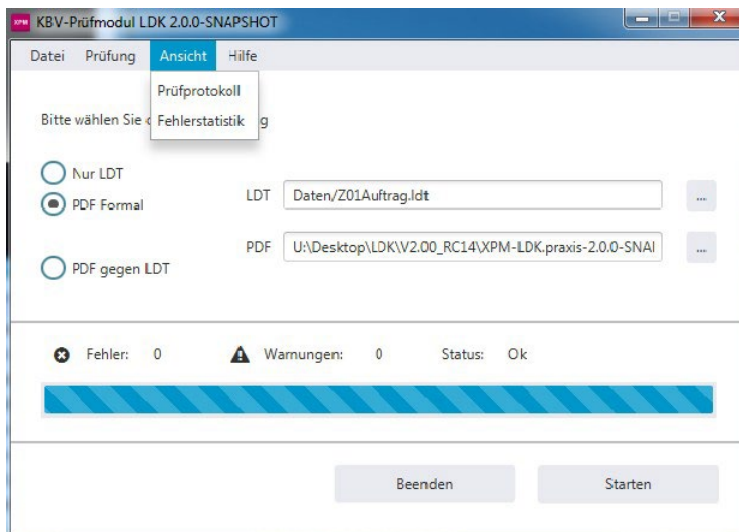 XPM KBV-Prüfmodul LDK 2.0.0-SNAPSHOT
Datei Prüfung Ansicht Hilfe
Prüfprotokoll
Fehlerstatistik
Bitte wählen Sie g
Nur LDT
PDF Formal
PDF gegen LDT
LDT Daten/Z01Auftrag.ldt ...
PDF U:\Desktop\LDK\V2.00_RC14\XPM-LDK.praxis-2.0.0-SNA ...
Fehler: 0 Warnungen: 0 Status: Ok
Beenden Starten